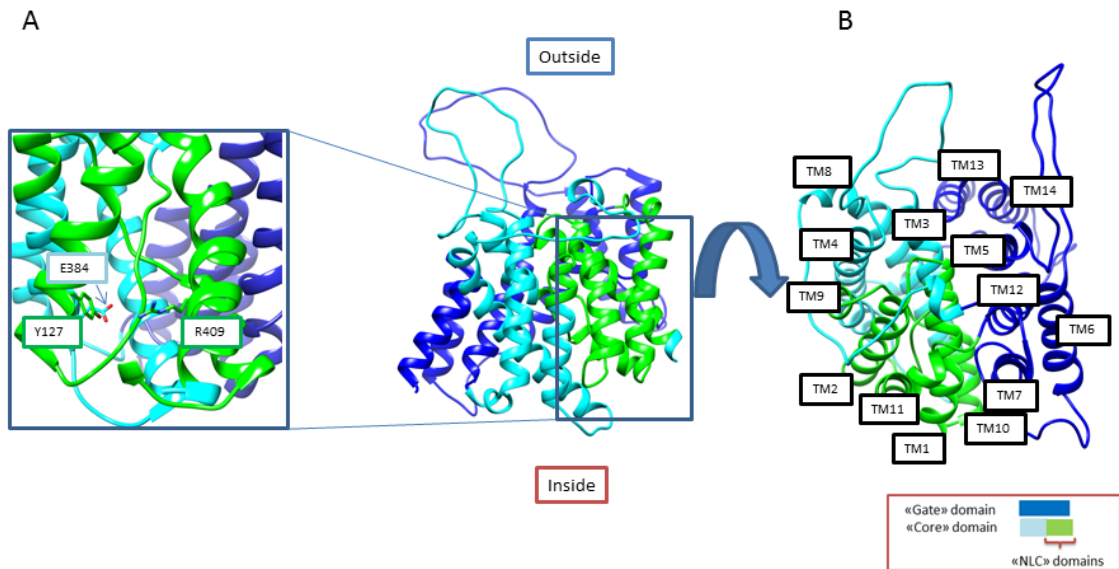 A
B
Outside
E384
Y127
R409
Inside
TM13
TM8
TM14
TM3
TM4
TM5
TM9
TM12
TM6
TM2
TM7
TM11
TM10
TM1
«Gate» domain
«Core» domain
«NLC» domains